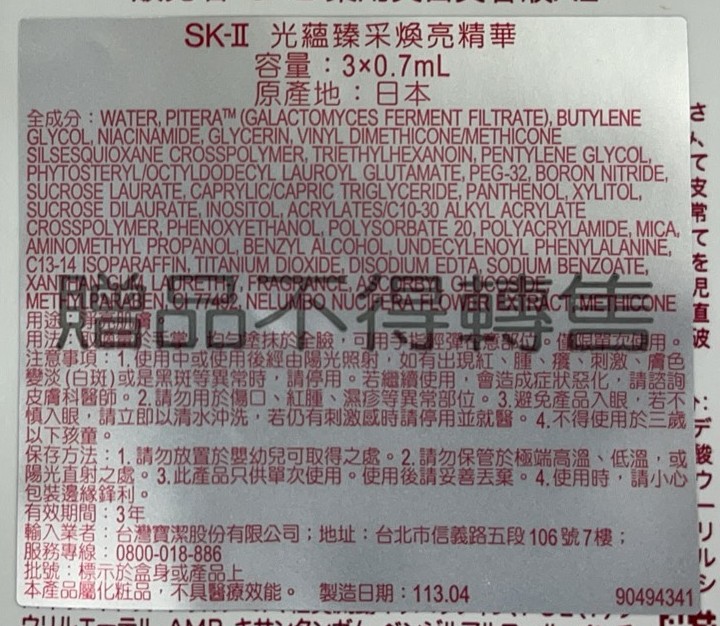 SK-II 光蘊臻采煥亮精華
容量：3×0.7mL
原產地：日本
全成分：WATER, PITERA™ (GALACTOMYCES FERMENT FILTRATE), BUTYLENE
GLYCOL, NIACINAMIDE, GLYCERIN, VINYL DIMETHICONE/METHICONE
SILSESQUIOXANE CROSSPOLYMER, TRIETHYLHEXANOIN, PENTYLENE GLYCOL,
PHYTOSTERYL/OCTYLDODECYL LAUROYL GLUTAMATE, PEG-32, BORON NITRIDE,
SUCROSE LAURATE, CAPRYLIC/CAPRIC TRIGLYCERIDE, PANTHENOL, XYLITOL,
SUCROSE DILAURATE, INOSITOL, ACRYLATES/C10-30 ALKYL ACRYLATE
CROSSPOLYMER, PHENOXYETHANOL, POLYSORBATE 20, POLYACRYLAMIDE, MICA,
AMINOMETHYL PROPANOL, BENZYL ALCOHOL, UNDECYLENOYL PHENYLALANINE,
C13-14 ISOPARAFFIN, TITANIUM DIOXIDE, DISODIUM EDTA, SODIUM BENZOATE,
XANTHAN GUM, LAURETH-7, FRAGRANCE, ASCORBYL GLUCOSIDE,
METHYLPARABEN, CI 77492, NELUMBO NUCIFERA FLOWER EXTRACT, METHICONE
贈品不得轉售
用途：
用法：可用手指輕彈 僅限單次使用。
注意事項：1.使用中或使用後經由陽光照射，如有出現紅、腫、癢、刺激、膚色
變淡(白斑)或是黑斑等異常時，請停用。若繼續使用，會造成症狀惡化，請諮詢
皮膚科醫師。2.請勿用於傷口、紅腫、濕疹等異常部位。3.避免產品入眼，若不
慎入眼，請立即以清水沖洗，若仍有刺激感時請停用並就醫。4.不得使用於三歲
以下孩童。
保存方法：1.請勿放置於嬰幼兒可取得之處。2.請勿保管於極端高溫、低溫，或
陽光直射之處。3.此產品只供單次使用。使用後請妥善丟棄。4.使用時，請小心
包裝邊緣鋒利。
有效期間：3年
輸入業者：台灣寶潔股份有限公司；地址：台北市信義路五段106號7樓；
服務專線：0800-018-886
批號：標示於盒身或產品上
本產品屬化粧品，不具醫療效能。 製造日期：113.04 90494341